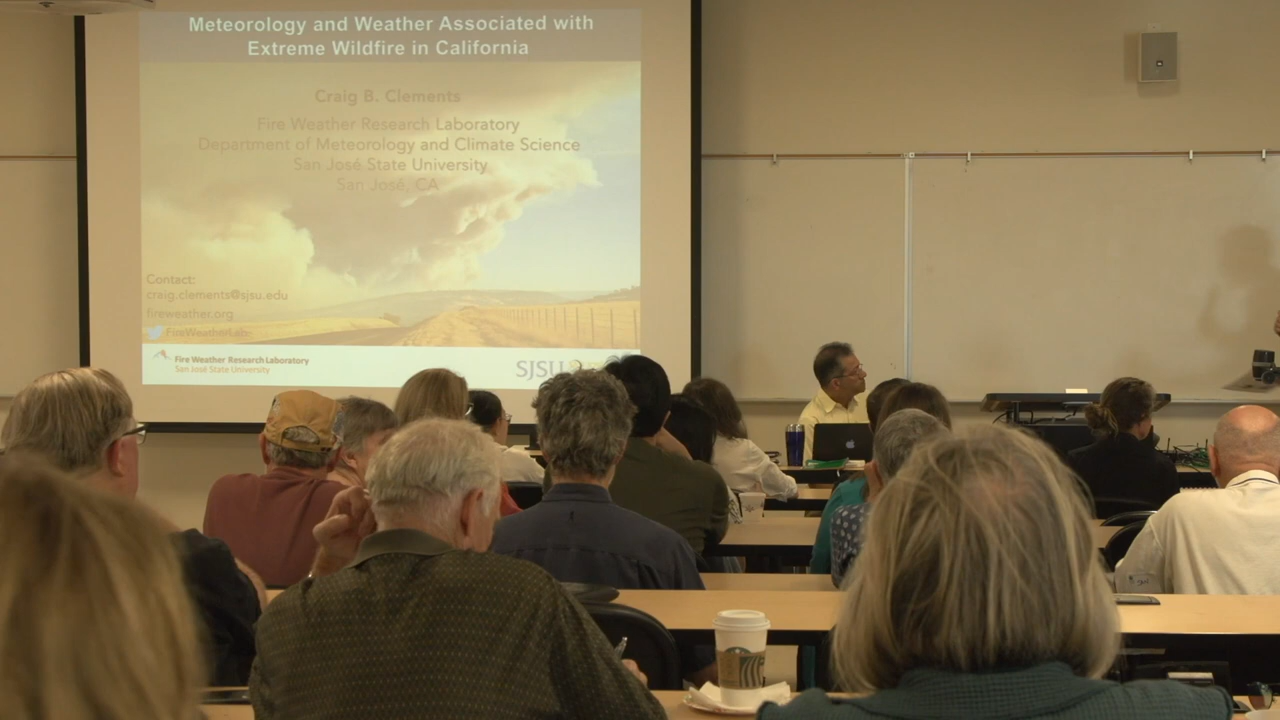 Meteorology and Weather Associated with
Extreme Wildfire in California
Craig B. Clements
Fire Weather Research Laboratory
Department of Meteorology and Climate Science
San José State University
San José, CA
Contact:
craig.clements@sjsu.edu
fireweather.org
FireWeatherLab
Fire Weather Research Laboratory
San José State University
SJSU